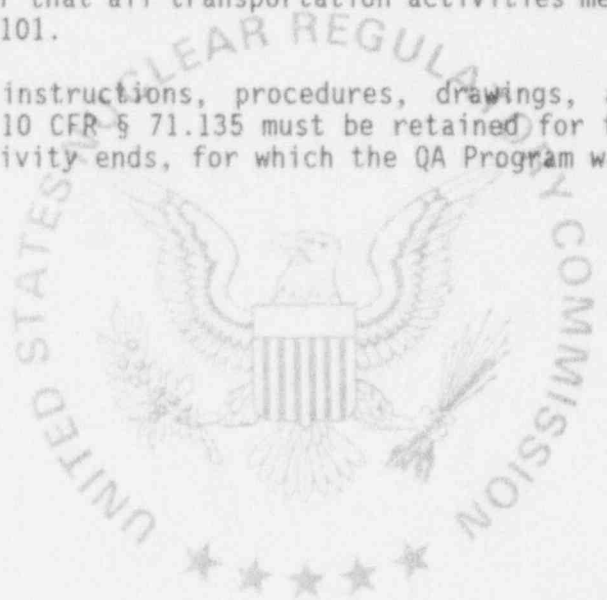 that all transportation activities me
101.
instructions, procedures, drawings,
10 CFR § 71.135 must be retained for
ivity ends, for which the QA Program w
UNITED STATES NUCLEAR REGULATORY COMMISSION